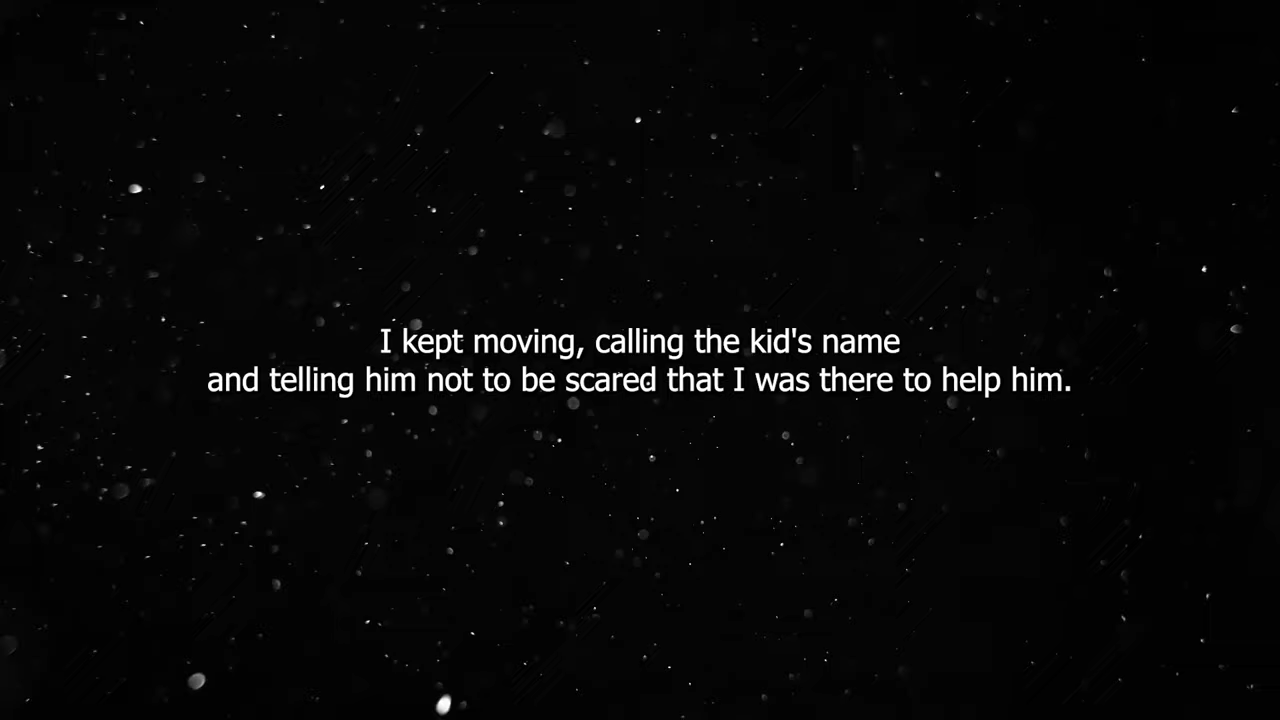 I kept moving, calling the kid's name
and telling him not to be scared that I was there to help him.